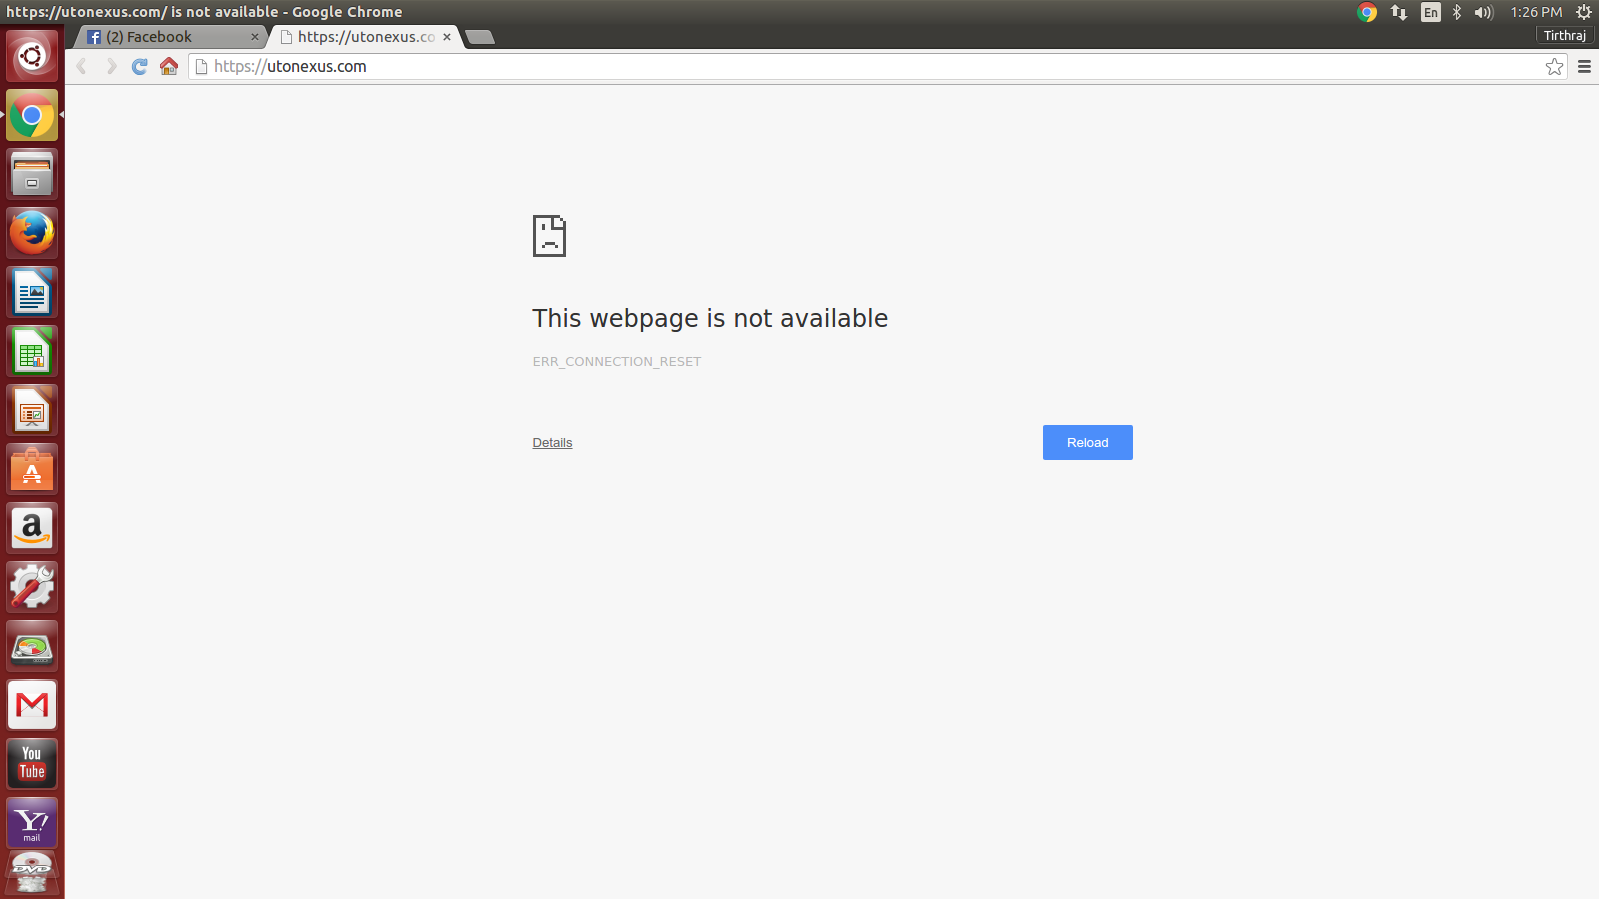 https://utonexus.com/ is not available - Google Chrome
En
1:26 PM
(2) Facebook
https://utonexus.co
Tirthraj
https://utonexus.com
This webpage is not available
ERR_CONNECTION_RESET
Details
Reload
A
a
You
Tube
Y!
mail
DVD